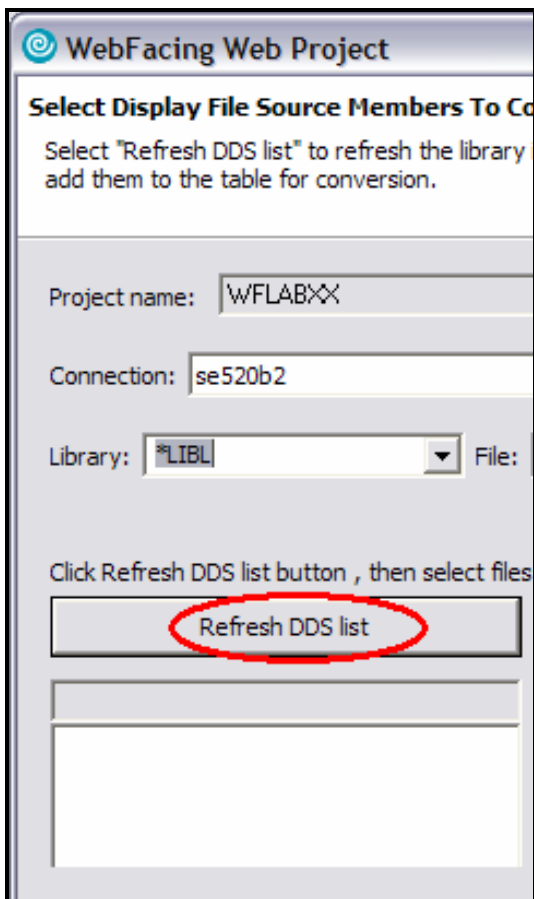 WebFacing Web Project
Select Display File Source Members To Co
Select "Refresh DDS list" to refresh the library
add them to the table for conversion.
Project name: WFLABXX
Connection: se520b2
Library: *LIBL File:
Click Refresh DDS list button , then select files
Refresh DDS list